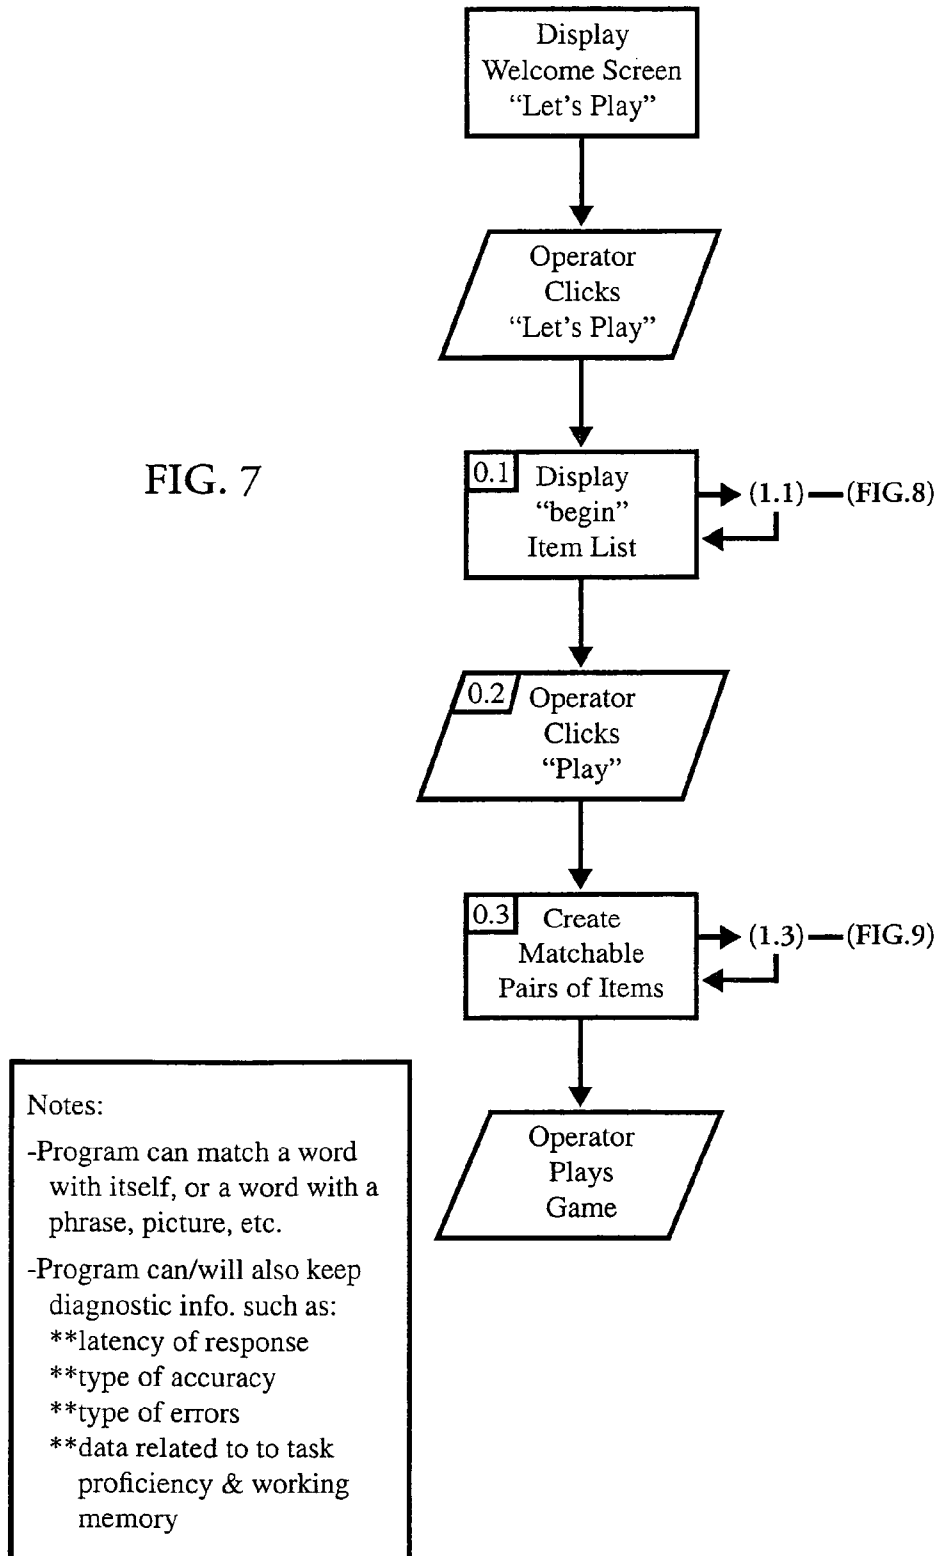 Display
Welcome Screen
“Let’s Play”
Operator
Clicks
“Let’s Play”
FIG. 7
0.1 Display
“begin”
Item List
(1.1) — (FIG.8)
0.2 Operator
Clicks
“Play”
0.3 Create
Matchable
Pairs of Items
(1.3) — (FIG.9)
Operator
Plays
Game
Notes:
-Program can match a word
with itself, or a word with a
phrase, picture, etc.
-Program can/will also keep
diagnostic info. such as:
**latency of response
**type of accuracy
**type of errors
**data related to to task
proficiency & working
memory